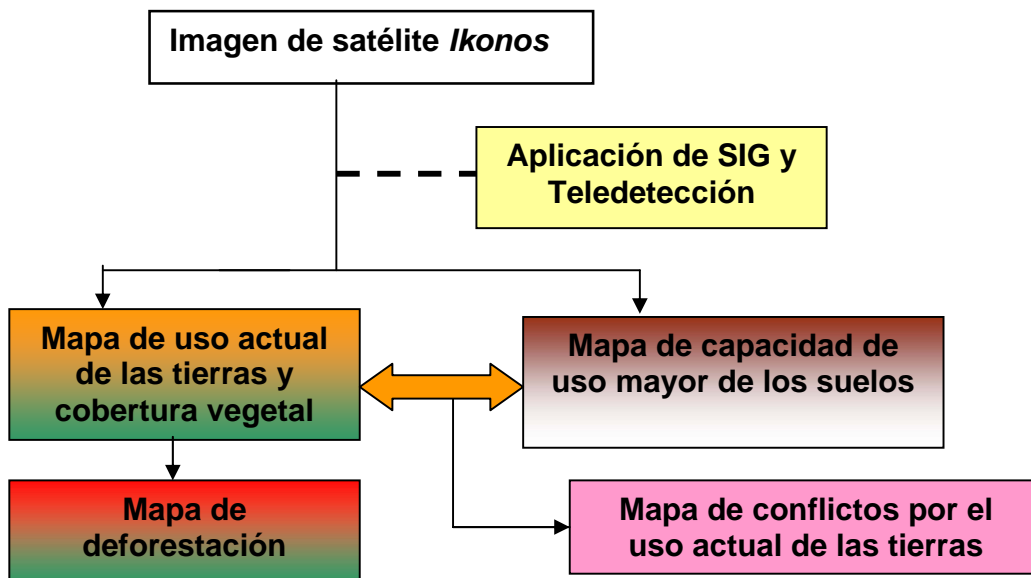 Imagen de satélite Ikonos
Aplicación de SIG y
Teledetección
Mapa de uso actual
de las tierras y
cobertura vegetal
Mapa de capacidad de
uso mayor de los suelos
Mapa de
deforestación
Mapa de conflictos por el
uso actual de las tierras